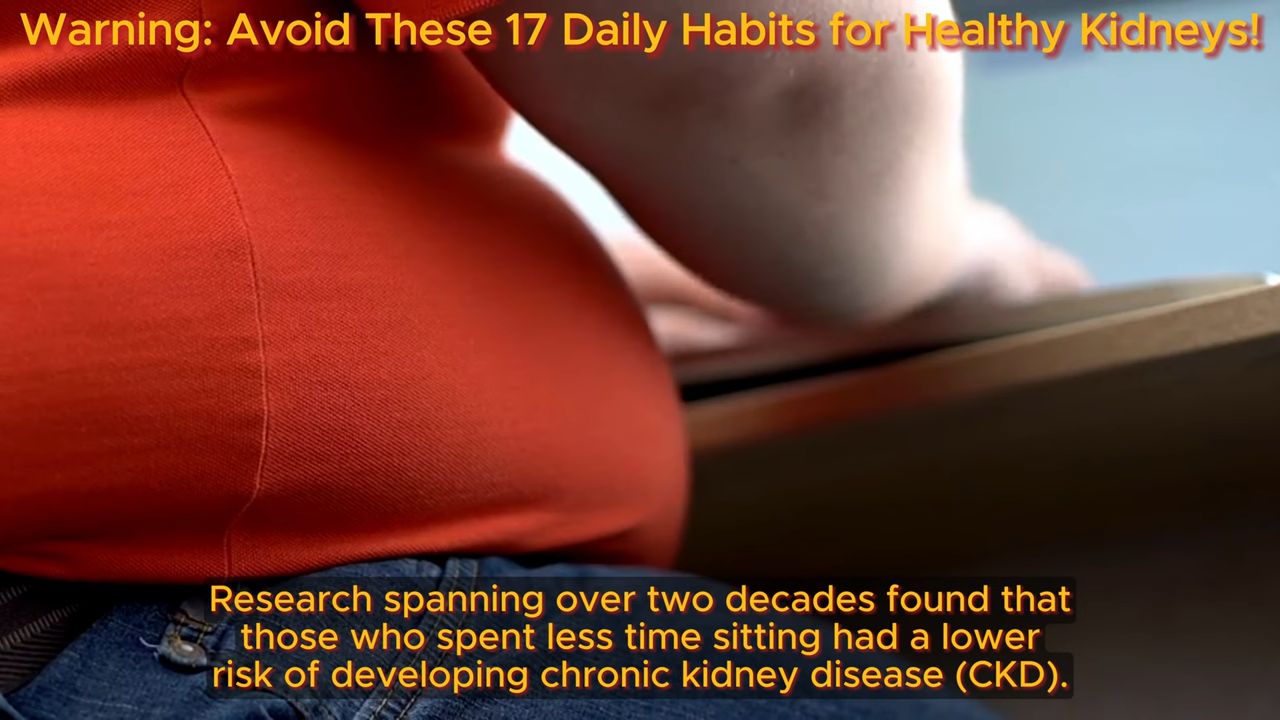 Warning: Avoid These 17 Daily Habits for Healthy Kidneys!
Research spanning over two decades found that
those who spent less time sitting had a lower
risk of developing chronic kidney disease (CKD).